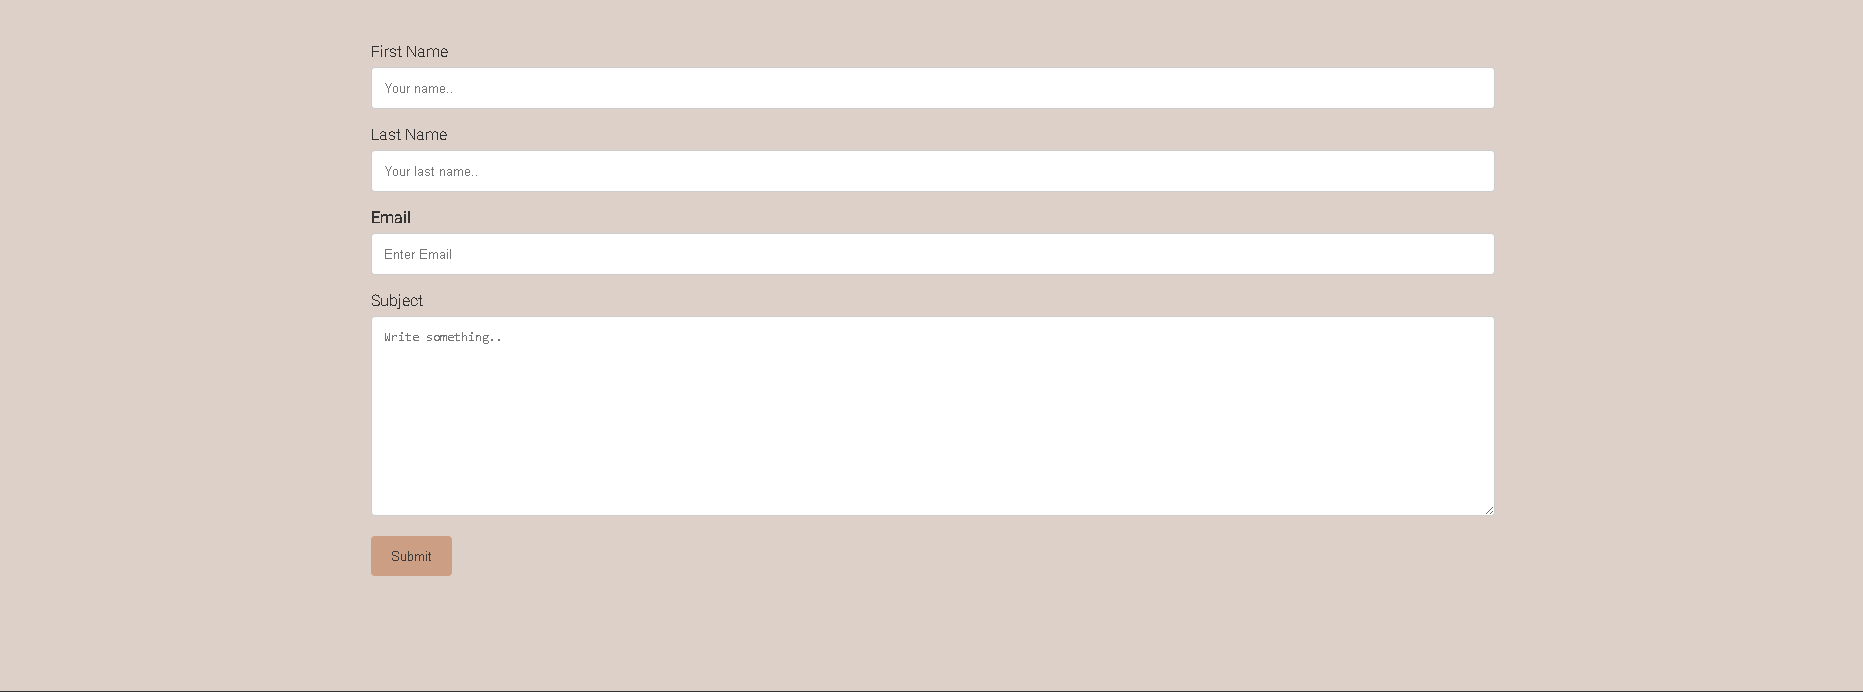 First Name
Your name..
Last Name
Your last name..
Email
Enter Email
Subject
Write something..
Submit